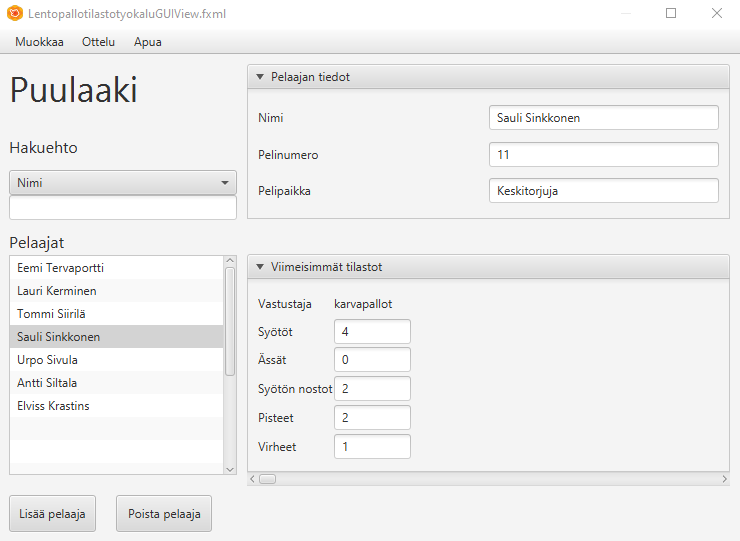 LentopallotilastotyokaluGUIView.fxml
Muokkaa Ottelu Apua
Puulaaki
Hakuehto
Nimi
Pelaajat
Eemi Tervaportti
Lauri Kerminen
Tommi Siirilä
Sauli Sinkkonen
Urpo Sivula
Antti Siltala
Elviss Krastins
Lisää pelaaja Poista pelaaja
Pelaajan tiedot
Nimi Sauli Sinkkonen
Pelinumero 11
Pelipaikka Keskitorjuja
Viimeisimmät tilastot
Vastustaja karvapallot
Syötöt 4
Ässät 0
Syötön nostot 2
Pisteet 2
Virheet 1